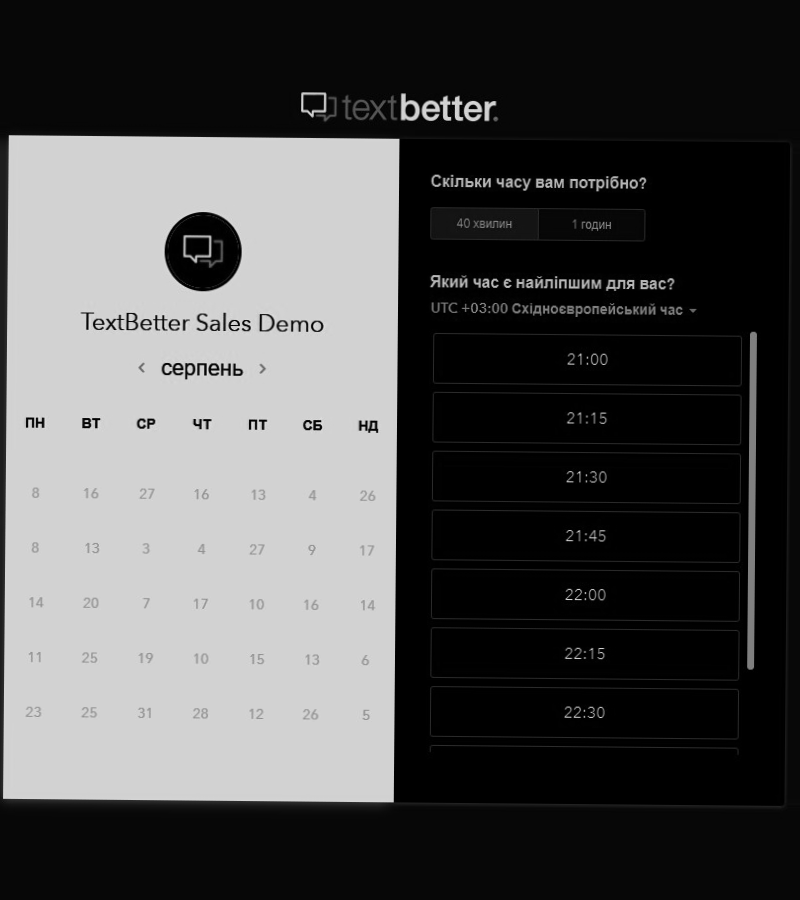 textbetter.
TextBetter Sales Demo
серпень
ПН ВТ СР ЧТ ПТ СБ НД
8 16 27 16 13 4 26
8 13 3 4 27 9 17
14 20 7 17 10 16 14
11 25 19 10 15 13 6
23 25 31 28 12 26 5
Скільки часу вам потрібно?
40 хвилин 1 годин
Який час є найліпшим для вас?
UTC +03:00 Східноєвропейський час
21:00
21:15
21:30
21:45
22:00
22:15
22:30